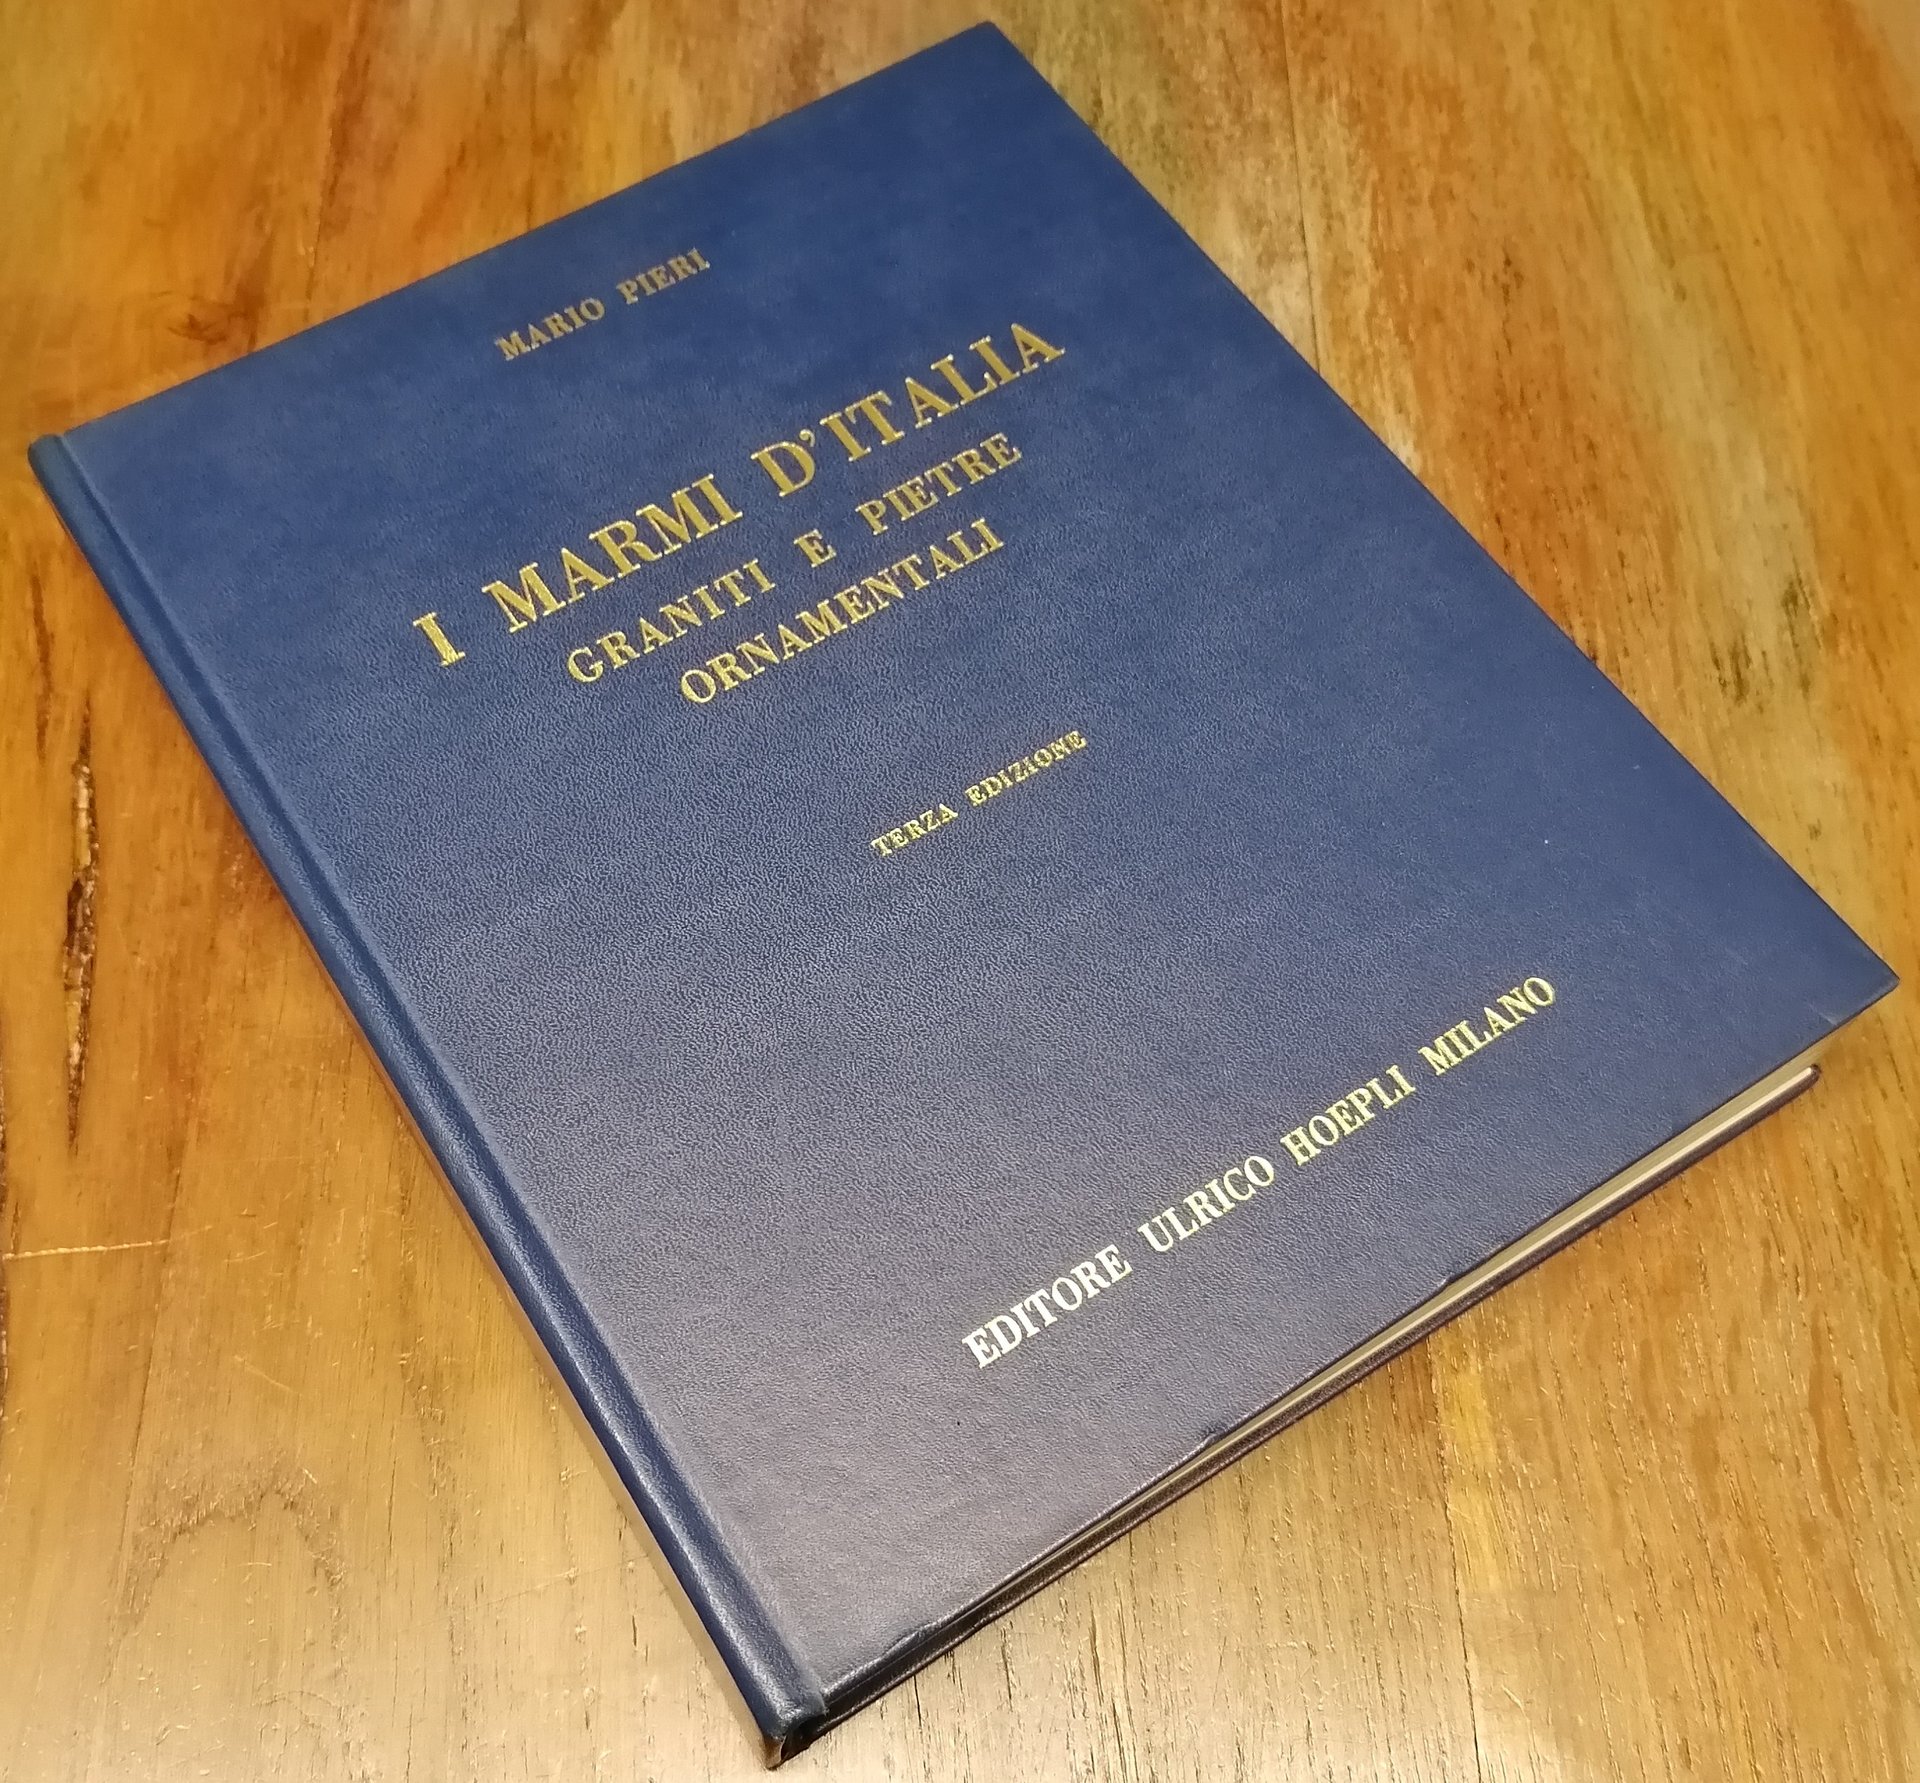 MARIO PIERI
I MARMI D'ITALIA
GRANITI E PIETRE
ORNAMENTALI
TERZA EDIZIONE
EDITORE ULRICO HOEPLI MILANO